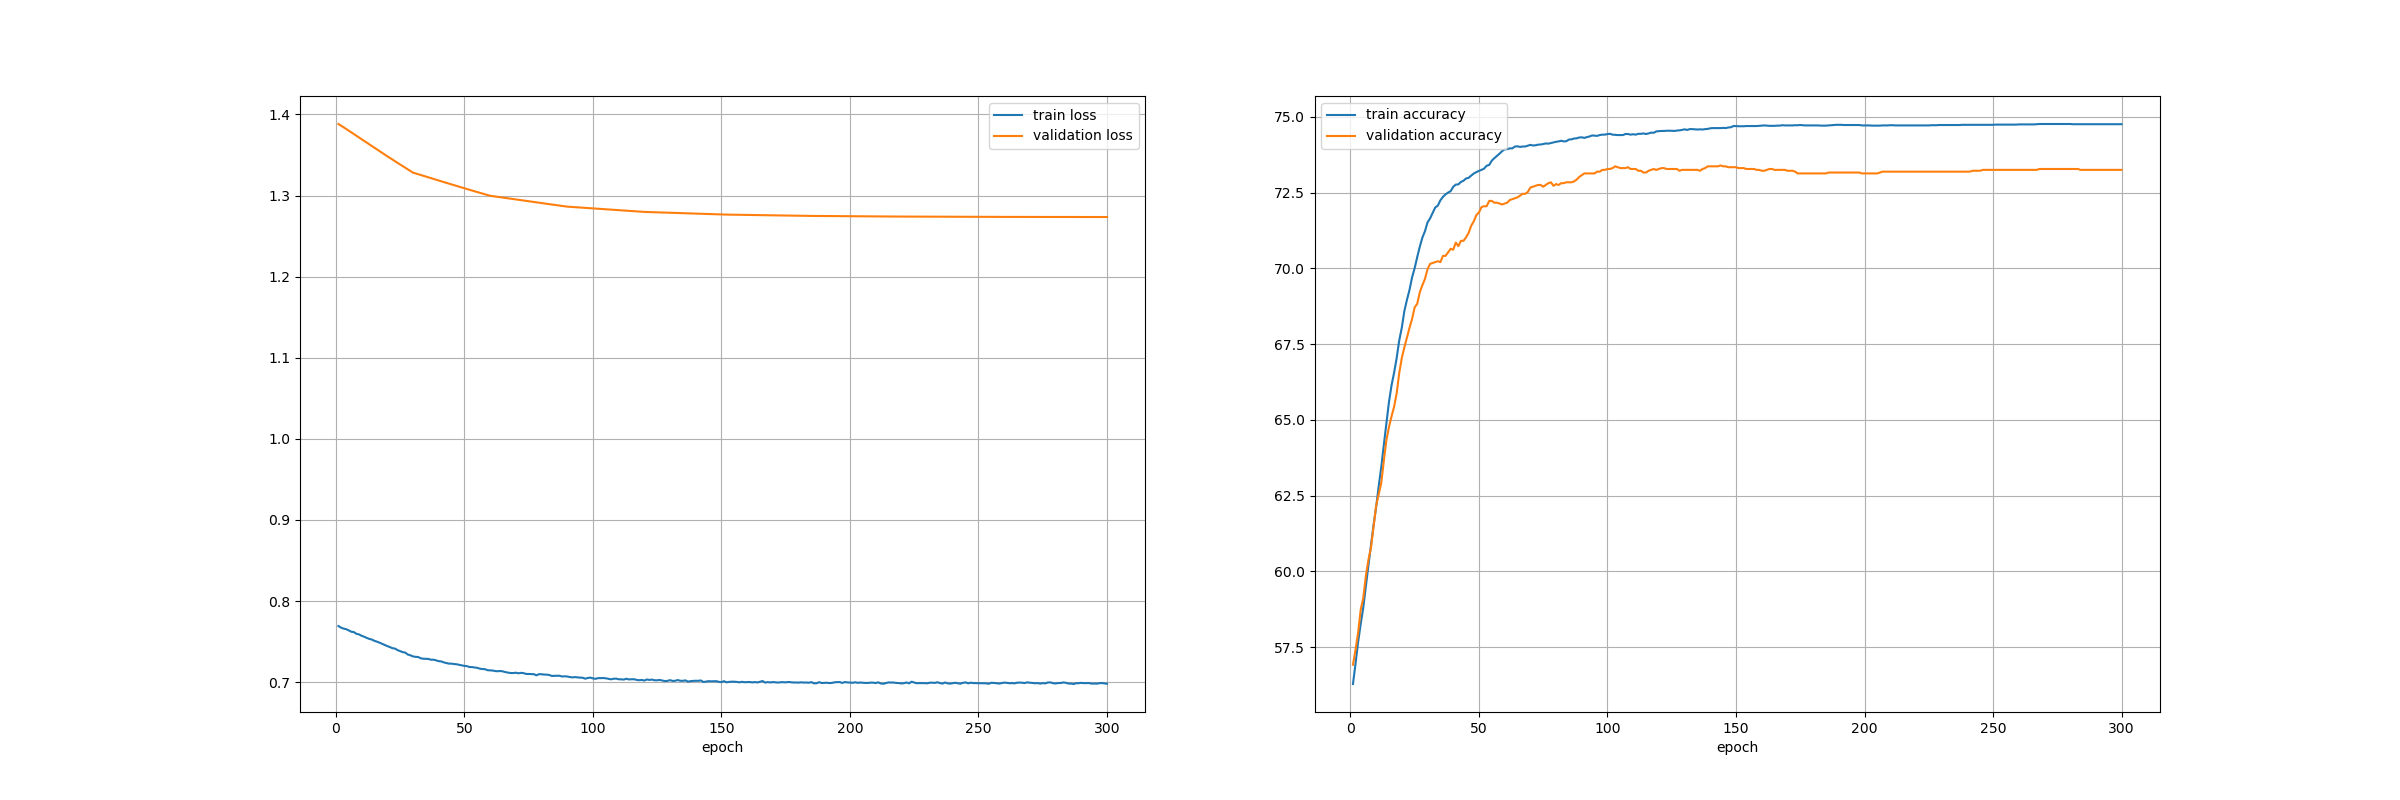 train loss
validation loss
1.4
1.3
1.2
1.1
1.0
0.9
0.8
0.7
0 50 100 150 200 250 300
epoch
train accuracy
validation accuracy
75.0
72.5
70.0
67.5
65.0
62.5
60.0
57.5
0 50 100 150 200 250 300
epoch